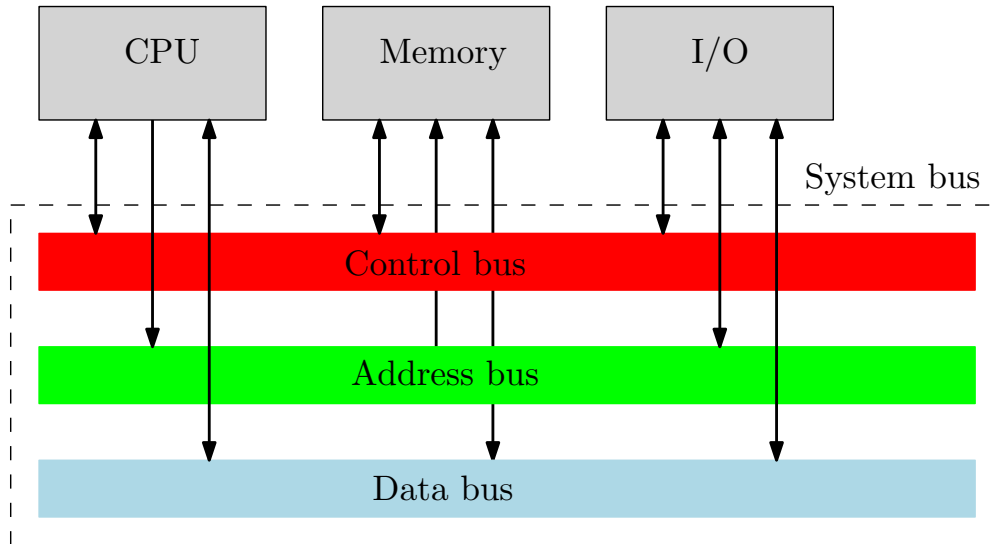 CPU
Memory
I/O
System bus
Control bus
Address bus
Data bus